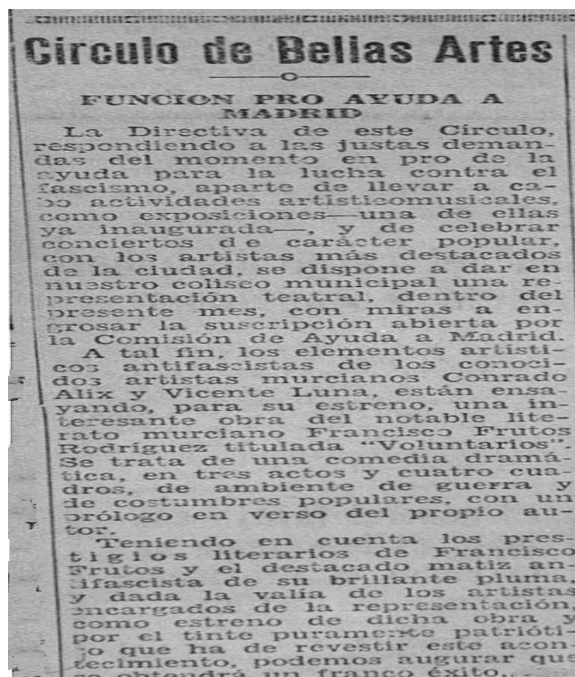 Círculo de Bellas Artes
FUNCION PRO AYUDA A
MADRID
La Directiva de este Círculo,
respondiendo a las justas deman-
das del momento en pro de la
ayuda para la lucha contra el
fascismo, aparte de llevar a ca-
bo actividades artísticomusicales,
como exposiciones—una de ellas
ya inaugurada—, y de celebrar
conciertos de carácter popular,
con los artistas más destacados
de la ciudad, se dispone a dar en
nuestro coliseo municipal una re-
presentación teatral, dentro del
presente mes, con miras a en-
grosar la suscripción abierta por
la Comisión de Ayuda a Madrid.
A tal fin, los elementos artísti-
cos antifascistas de los conoci-
dos artistas murcianos Conrado
Alix y Vicente Luna, están ensa-
yando, para su estreno, una in-
teresante obra del notable lite-
rato murciano Francisco Frutos
Rodríguez titulada "Voluntarios".
Se trata de una comedia dramá-
tica, en tres actos y cuatro cua-
dros, de ambiente de guerra y
de costumbres populares, con un
prólogo en verso del propio au-
tor.
Teniendo en cuenta los pres-
tigios literarios de Francisco
Frutos y el destacado matiz an-
tifascista de su brillante pluma,
y dada la valía de los artistas
encargados de la representación,
como estreno de dicha obra y
por el tinte puramente patrióti-
co que ha de revestir este acon-
tecimiento, podemos augurar que
se obtendrá un franco éxito.